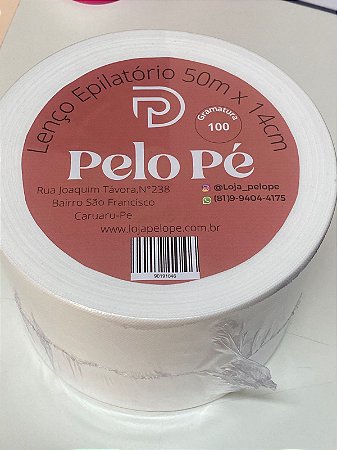 Lenço Epilatório 50m x 14cm
Gramatura
100
Pelo Pé
Rua Joaquim Távora,N°238
Bairro São Francisco
Caruaru-Pe
@Loja_pelope
(81)9-9404-4175
www.lojapelope.com.br
90191846